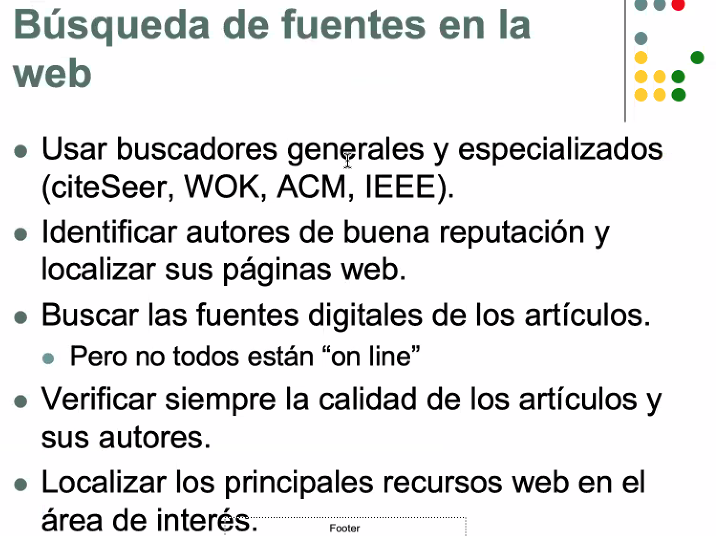 Búsqueda de fuentes en la
web
Usar buscadores generales y especializados
(citeSeer, WOK, ACM, IEEE).
Identificar autores de buena reputación y
localizar sus páginas web.
Buscar las fuentes digitales de los artículos.
Pero no todos están “on line”
Verificar siempre la calidad de los artículos y
sus autores.
Localizar los principales recursos web en el
área de interés.
Footer